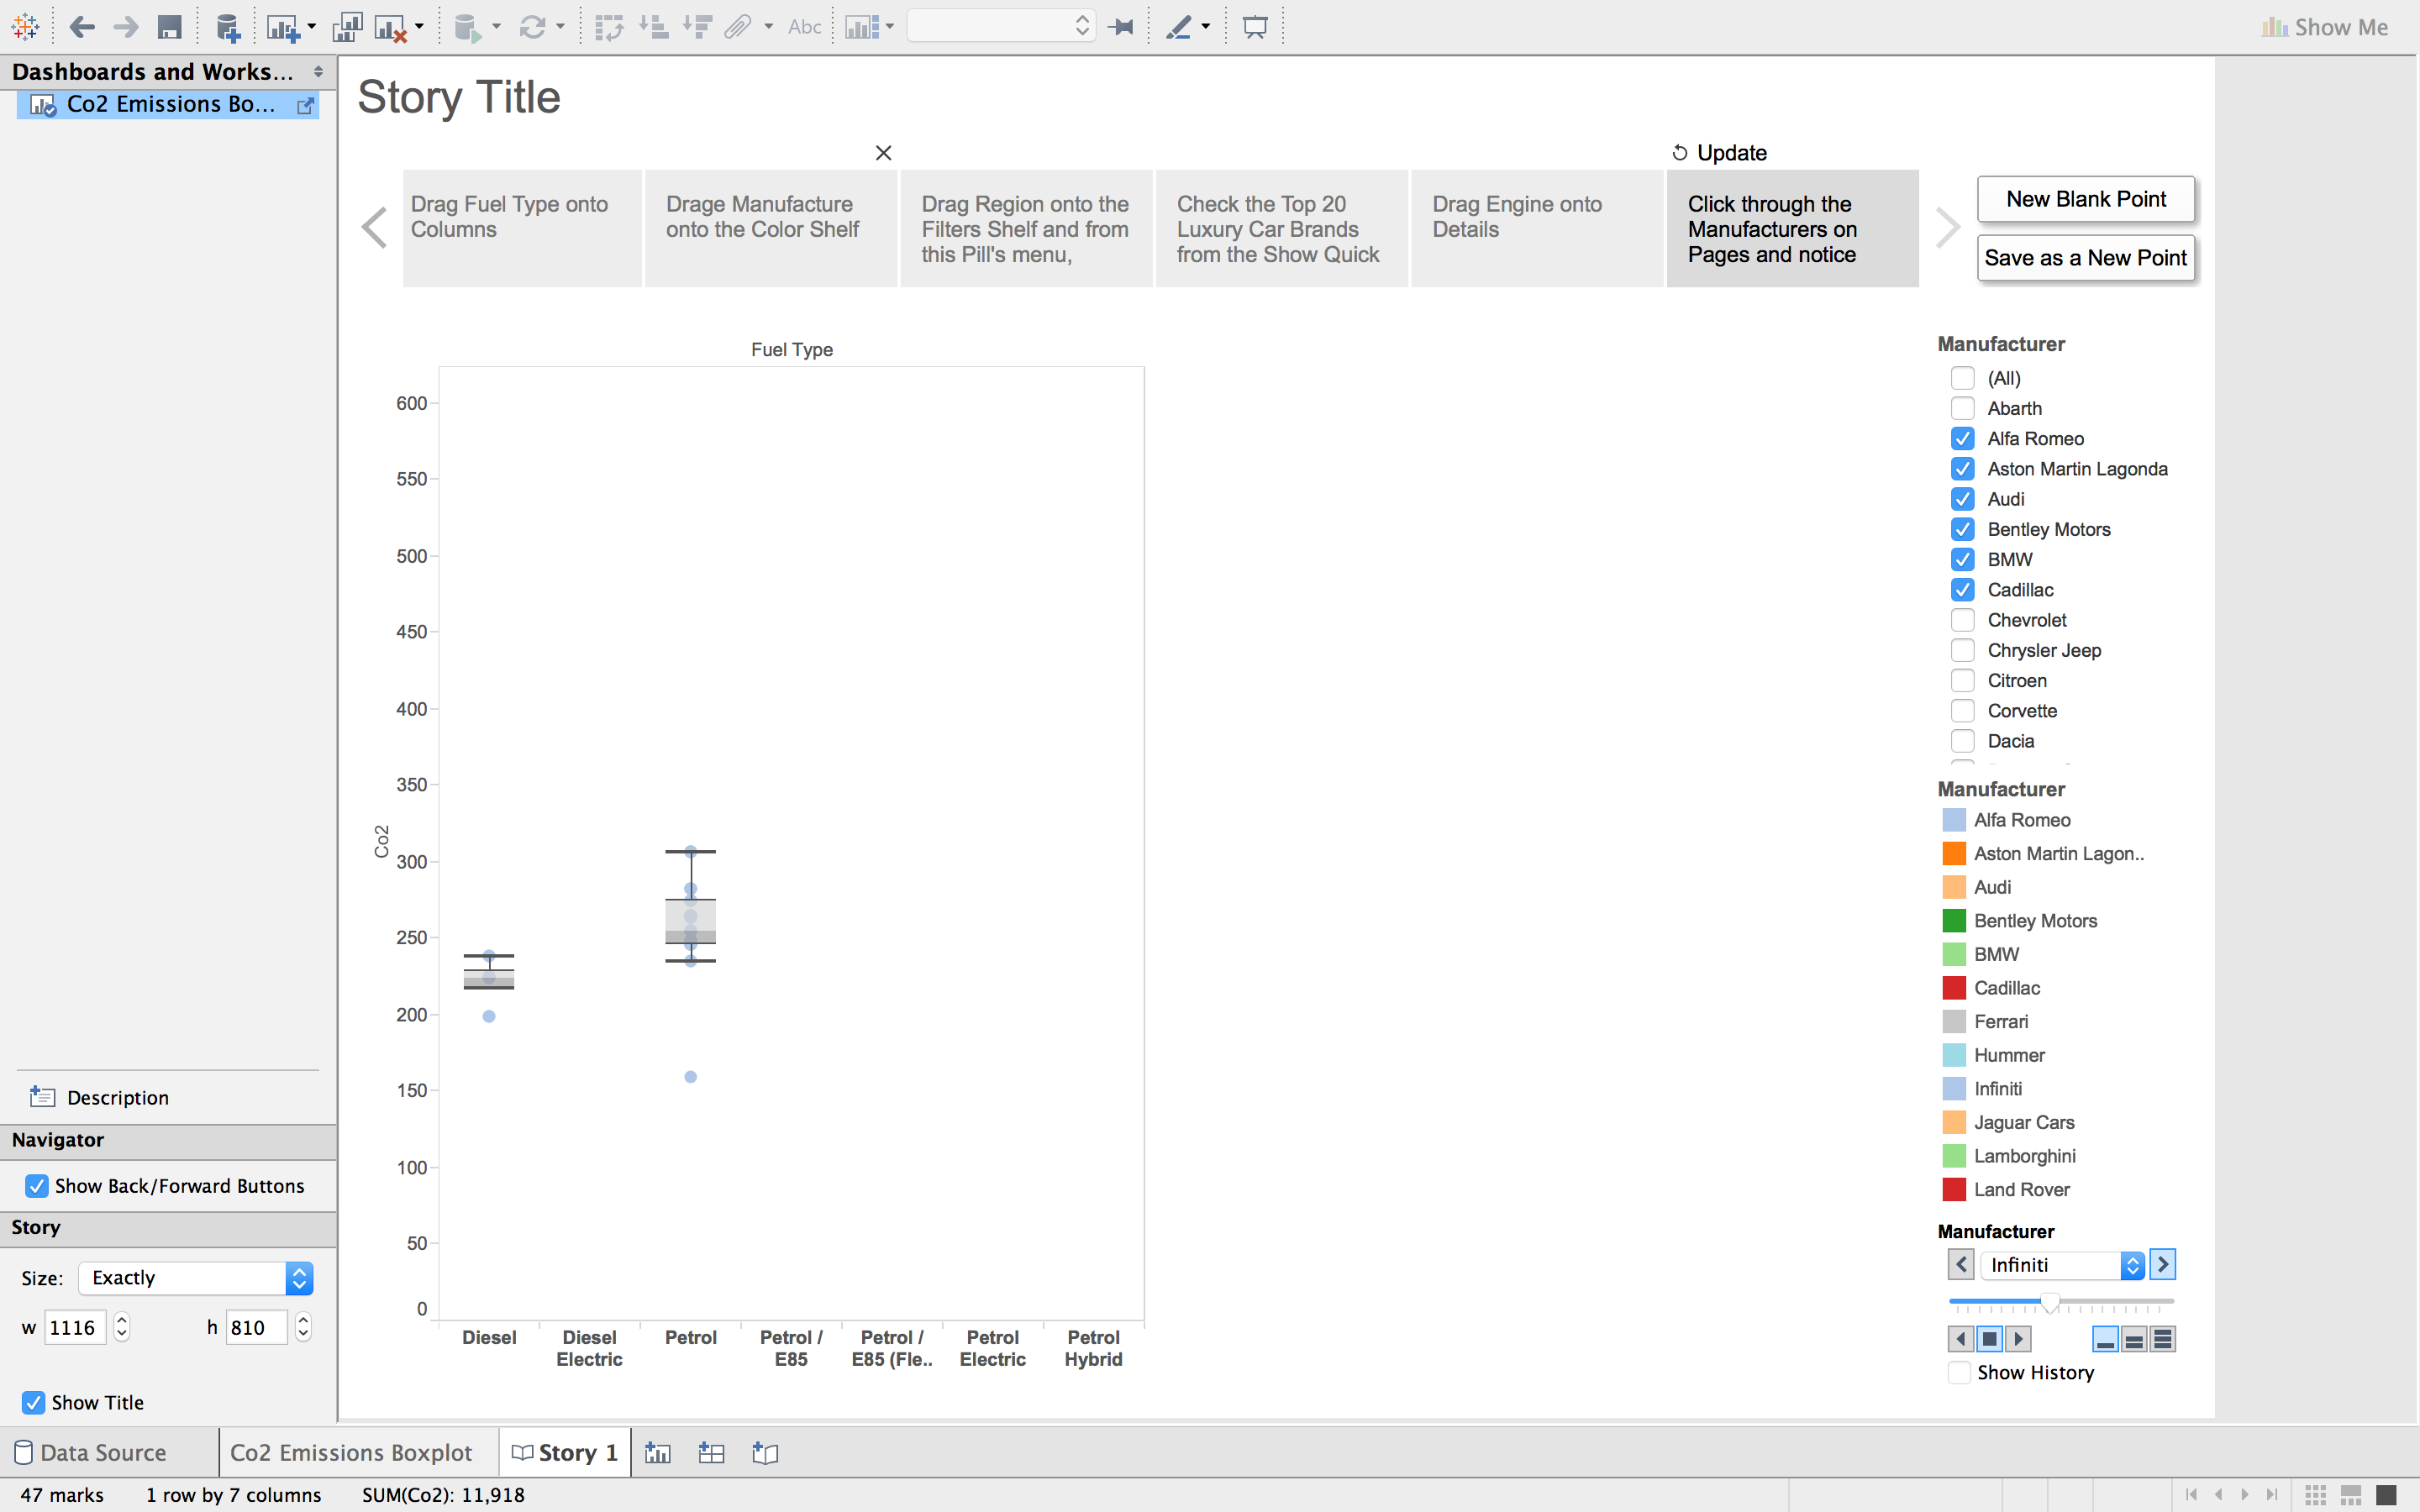 Abc
Show Me
Dashboards and Works...
Co2 Emissions Bo...
Story Title
Update
Drag Fuel Type onto
Columns
Drage Manufacture
onto the Color Shelf
Drag Region onto the
Filters Shelf and from
this Pill's menu,
Check the Top 20
Luxury Car Brands
from the Show Quick
Drag Engine onto
Details
Click through the
Manufacturers on
Pages and notice
New Blank Point
Save as a New Point
Fuel Type
600
550
500
450
400
350
300
250
200
150
100
50
0
Co2
Diesel
Diesel
Electric
Petrol
Petrol /
E85
Petrol /
E85 (Fle..
Petrol
Electric
Petrol
Hybrid
Manufacturer
(All)
Abarth
Alfa Romeo
Aston Martin Lagonda
Audi
Bentley Motors
BMW
Cadillac
Chevrolet
Chrysler Jeep
Citroen
Corvette
Dacia
Manufacturer
Alfa Romeo
Aston Martin Lagon..
Audi
Bentley Motors
BMW
Cadillac
Ferrari
Hummer
Infiniti
Jaguar Cars
Lamborghini
Land Rover
Manufacturer
Infiniti
Show History
Description
Navigator
Show Back/Forward Buttons
Story
Size: Exactly
w 1116 h 810
Show Title
Data Source
Co2 Emissions Boxplot
Story 1
47 marks 1 row by 7 columns SUM(Co2): 11,918